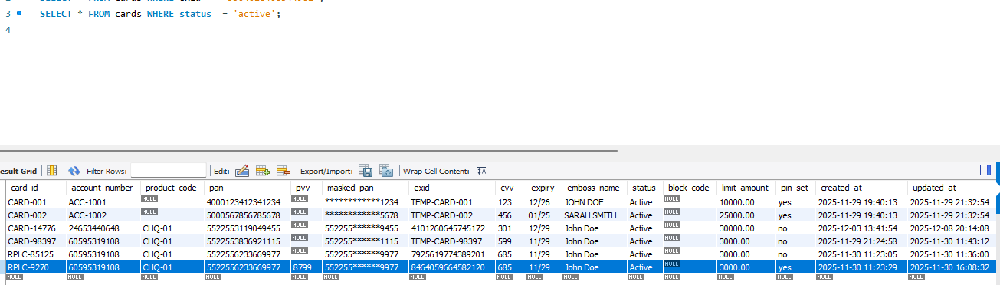 3 SELECT * FROM cards WHERE status = 'active';
4
esult Grid Filter Rows: Edit: Export/Import: Wrap Cell Content:
card_id account_number product_code pan pvv masked_pan exid cvv expiry emboss_name status block_code limit_amount pin_set created_at updated_at
CARD-001 ACC-1001 NULL 4000123412341234 NULL ************1234 TEMP-CARD-001 123 12/26 JOHN DOE Active NULL 10000.00 yes 2025-11-29 19:40:13 2025-11-29 21:32:54
CARD-002 ACC-1002 NULL 5000567856785678 NULL ************5678 TEMP-CARD-002 456 01/25 SARAH SMITH Active NULL 25000.00 yes 2025-11-29 19:40:13 2025-11-29 21:32:54
CARD-14776 24653440648 CHQ-01 5522553119049455 NULL 552255******9455 4101260645745172 301 12/29 John Doe Active NULL 30000.00 no 2025-12-03 13:41:54 2025-12-08 20:14:08
CARD-98397 60595319108 CHQ-01 5522553836921115 NULL 552255******1115 TEMP-CARD-98397 599 11/29 John Doe Active NULL 3000.00 no 2025-11-29 21:24:58 2025-11-30 11:43:12
RPLC-85125 60595319108 CHQ-01 5522556233669977 NULL 552255******9977 7925619774389201 685 11/29 John Doe Active NULL 3000.00 no 2025-11-30 11:23:05 2025-11-30 11:36:00
RPLC-9270 60595319108 CHQ-01 5522556233669977 8799 552255******9977 8464059664582120 685 11/29 John Doe Active NULL 3000.00 yes 2025-11-30 11:23:29 2025-11-30 16:08:32
NULL NULL NULL NULL NULL NULL NULL NULL NULL NULL NULL NULL NULL NULL NULL NULL